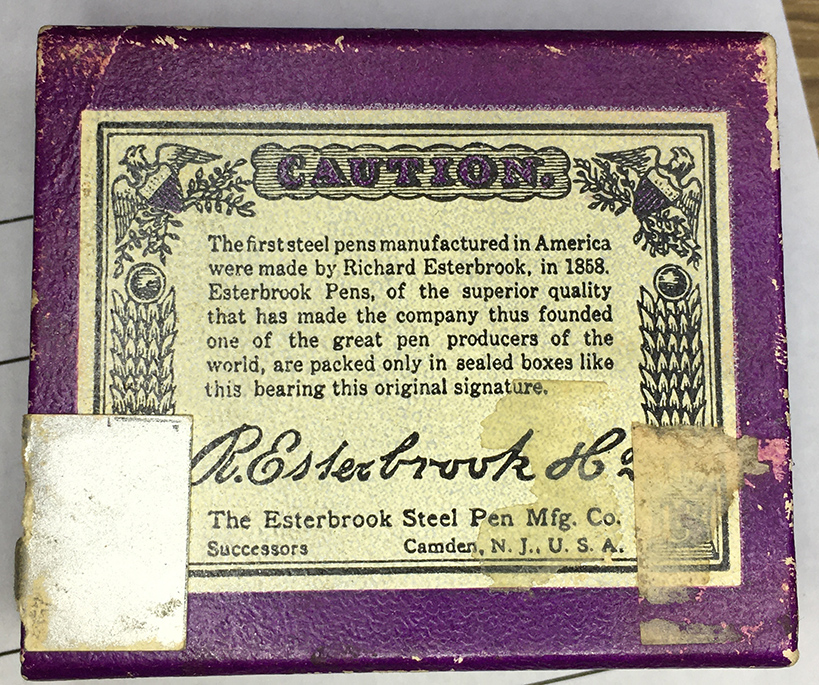 CAUTION.
The first steel pens manufactured in America
were made by Richard Esterbrook, in 1858.
Esterbrook Pens, of the superior quality
that has made the company thus founded
one of the great pen producers of the
world, are packed only in sealed boxes like
this bearing this original signature.
R. Esterbrook &
The Esterbrook Steel Pen Mfg. Co.
Successors Camden, N. J., U. S. A.